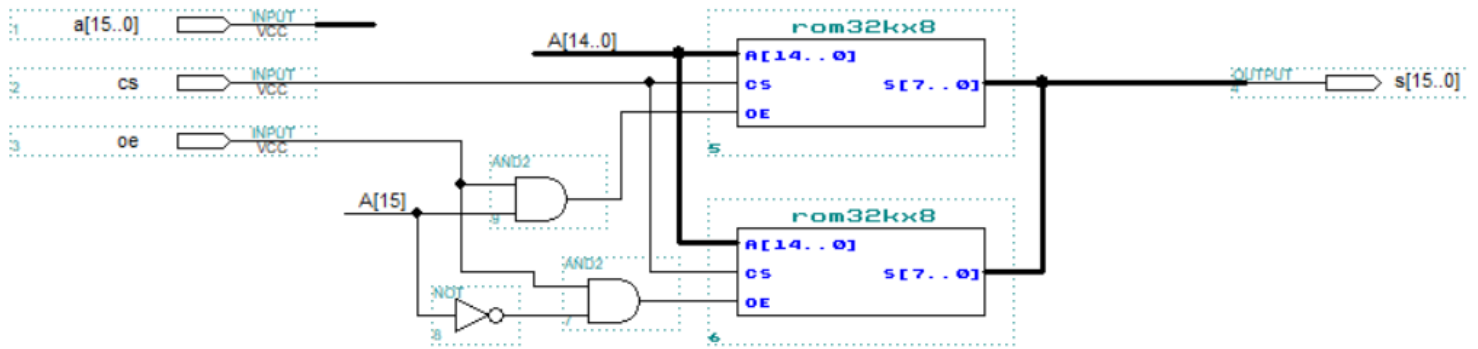 1 a[15..0] INPUT VCC
2 cs INPUT VCC
3 oe INPUT VCC
A[15]
A[14..0]
AND2
9
NOT
8
AND2
7
rom32kx8
A[14..0]
CS S[7..0]
OE
5
rom32kx8
A[14..0]
CS S[7..0]
OE
6
OUTPUT s[15..0]
4